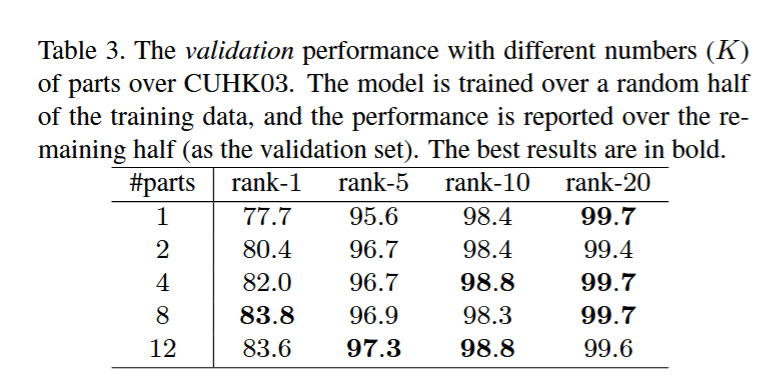 Table 3. The validation performance with different numbers (K)
of parts over CUHK03. The model is trained over a random half
of the training data, and the performance is reported over the re-
maining half (as the validation set). The best results are in bold.
#parts rank-1 rank-5 rank-10 rank-20
1 77.7 95.6 98.4 99.7
2 80.4 96.7 98.4 99.4
4 82.0 96.7 98.8 99.7
8 83.8 96.9 98.3 99.7
12 83.6 97.3 98.8 99.6